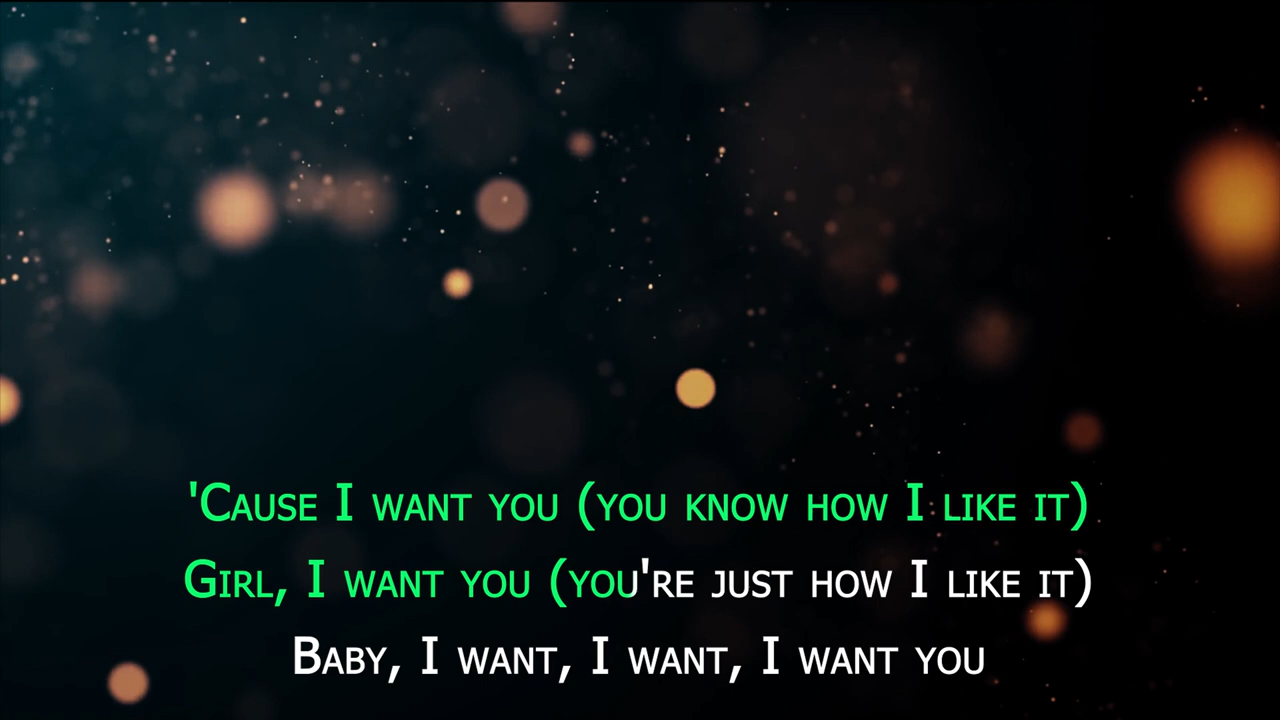 'Cause I want you (you know how I like it)
Girl, I want you (you're just how I like it)
Baby, I want, I want, I want you